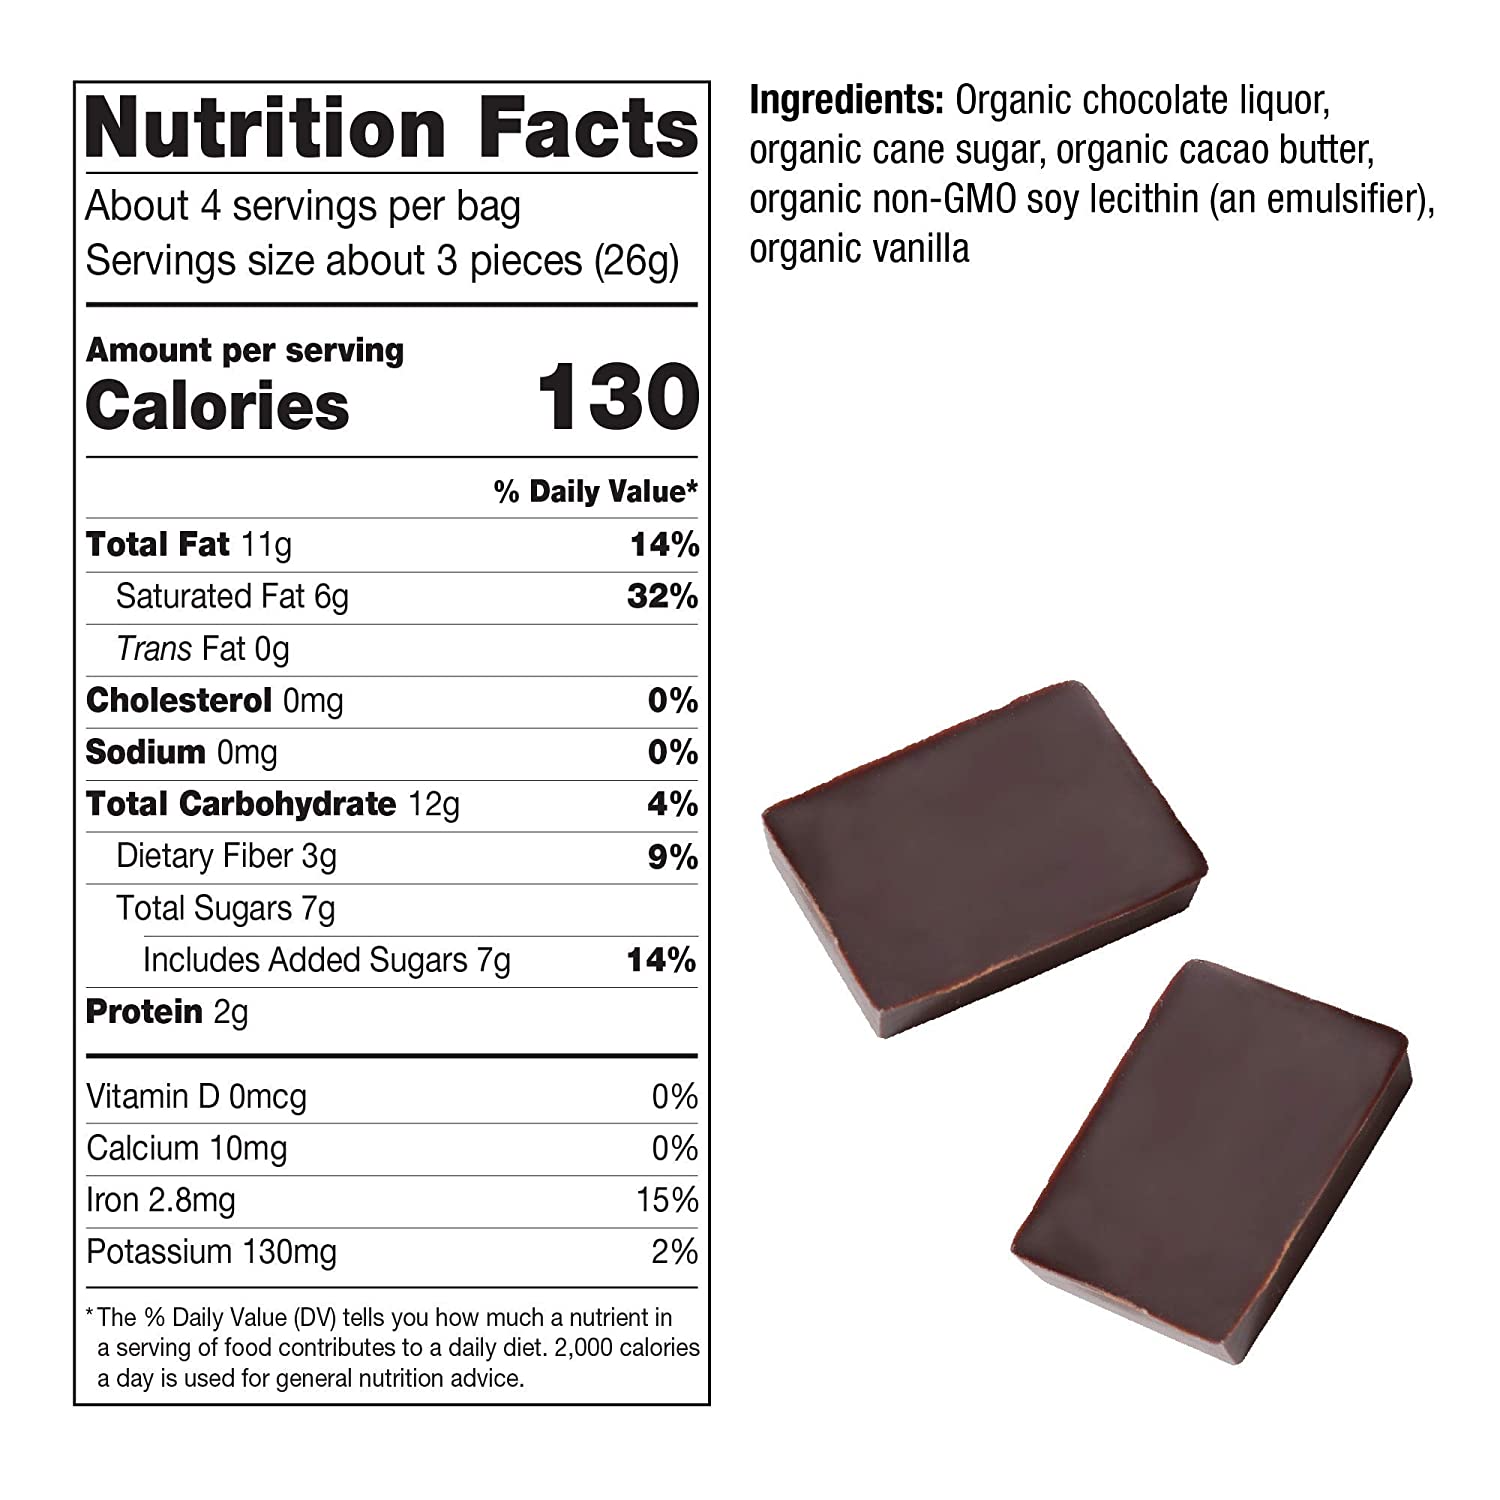 Nutrition Facts
About 4 servings per bag
Servings size about 3 pieces (26g)
Amount per serving
Calories 130
% Daily Value*
Total Fat 11g 14%
Saturated Fat 6g 32%
Trans Fat 0g
Cholesterol 0mg 0%
Sodium 0mg 0%
Total Carbohydrate 12g 4%
Dietary Fiber 3g 9%
Total Sugars 7g
Includes Added Sugars 7g 14%
Protein 2g
Vitamin D 0mcg 0%
Calcium 10mg 0%
Iron 2.8mg 15%
Potassium 130mg 2%
*The % Daily Value (DV) tells you how much a nutrient in
a serving of food contributes to a daily diet. 2,000 calories
a day is used for general nutrition advice.
Ingredients: Organic chocolate liquor,
organic cane sugar, organic cacao butter,
organic non-GMO soy lecithin (an emulsifier),
organic vanilla